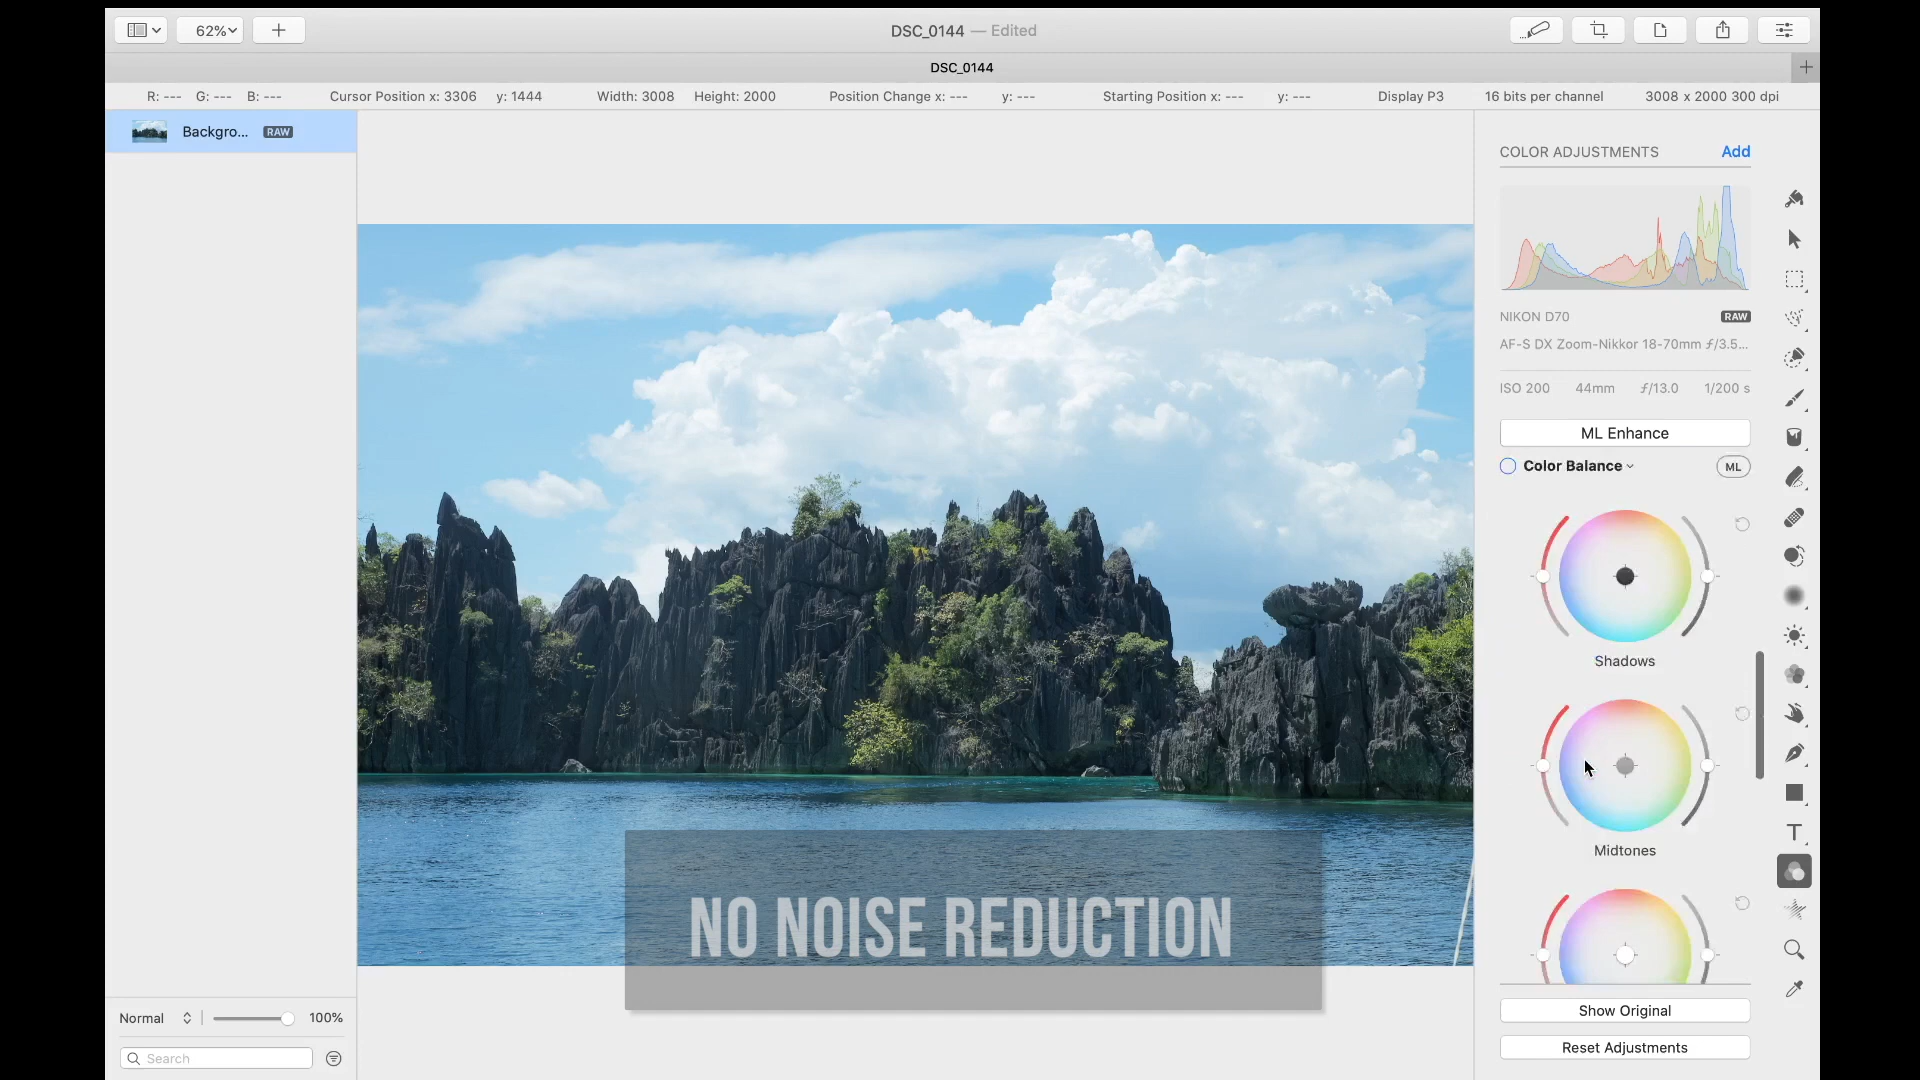 62%
DSC_0144 — Edited
DSC_0144
R: --- G: --- B: --- Cursor Position x: 3306 y: 1444 Width: 3008 Height: 2000 Position Change x: --- y: --- Starting Position x: --- y: --- Display P3 16 bits per channel 3008 x 2000 300 dpi
Backgro... RAW
COLOR ADJUSTMENTS Add
NIKON D70 RAW
AF-S DX Zoom-Nikkor 18-70mm ƒ/3.5...
ISO 200 44mm ƒ/13.0 1/200 s
ML Enhance
Color Balance ML
Shadows
Midtones
NO NOISE REDUCTION
Show Original
Reset Adjustments
Normal 100%
Search
T